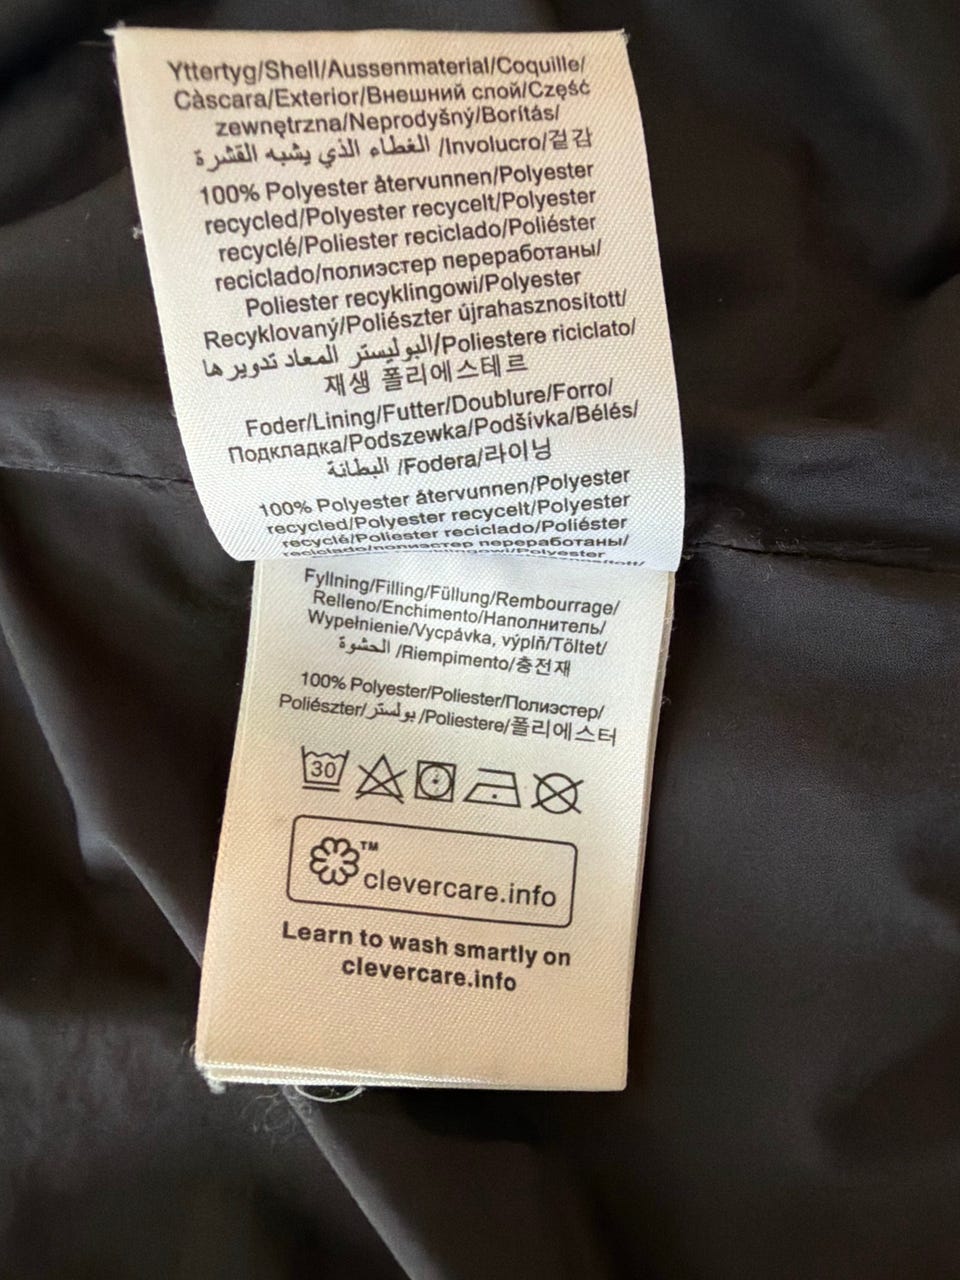 Yttertyg/Shell/Aussenmaterial/Coquille/
Càscara/Exterior/Внешний слой/Część
zewnętrzna/Neprodyšný/Borítás/
الغطاء الذي يشبه القشرة /Involucro/겉감
100% Polyester återvunnen/Polyester
recycled/Polyester recycelt/Polyester
recyclé/Poliester reciclado/Poliéster
reciclado/полиэстер переработаны/
Poliester recyklingowi/Polyester
Recyklovaný/Poliészter újrahasznosított/
البوليستر المعاد تدويرها/Poliestere riciclato/
재생 폴리에스테르
Foder/Lining/Futter/Doublure/Forro/
Подкладка/Podszewka/Podšívka/Bélés/
البطانة /Fodera/라이닝
100% Polyester återvunnen/Polyester
recycled/Polyester recycelt/Polyester
recyclé/Poliester reciclado/Poliéster
reciclado/полиэстер переработаны/
Fyllning/Filling/Füllung/Rembourrage/
Relleno/Enchimento/Наполнитель/
Wypełnienie/Vycpávka, výplň/Töltet/
الحشوة /Riempimento/충전재
100% Polyester/Poliester/Полиэстер/
Poliészter/بولستر /Poliestere/폴리에스터
30
™
clevercare.info
Learn to wash smartly on
clevercare.info